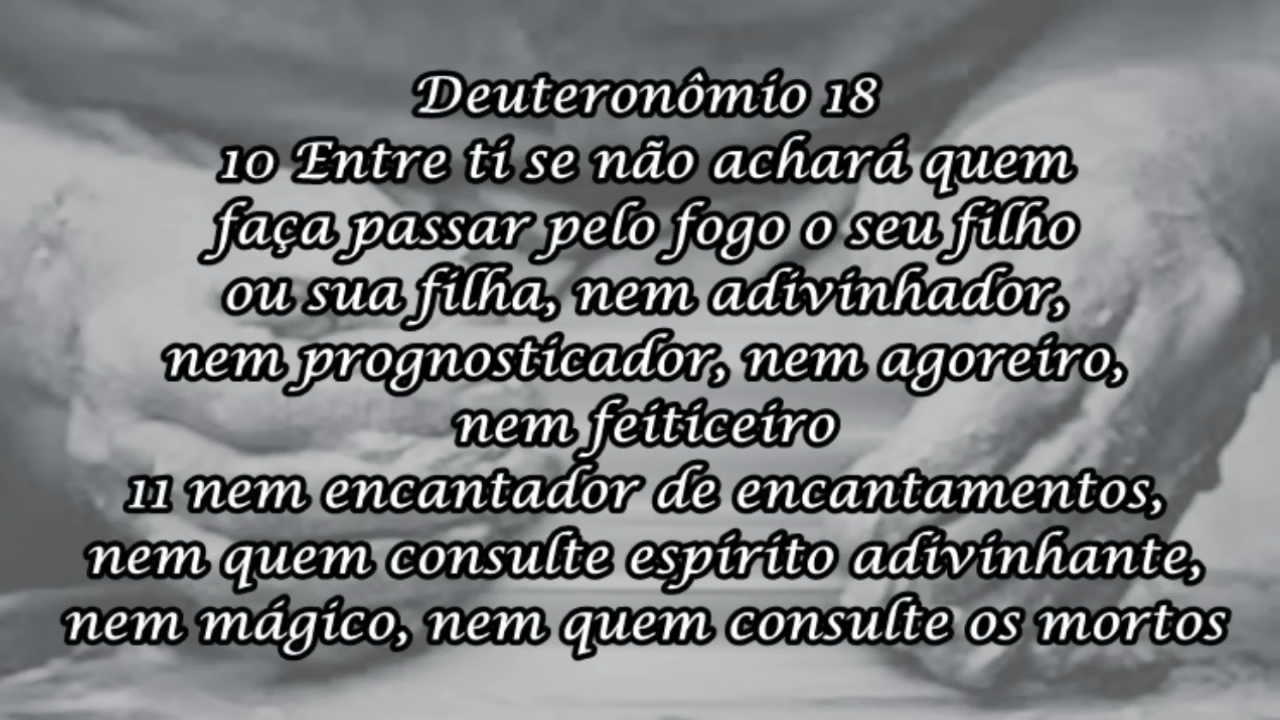 Deuteronômio 18
10 Entre ti se não achará quem
faça passar pelo fogo o seu filho
ou sua filha, nem adivinhador,
nem prognosticador, nem agoreiro,
nem feiticeiro
11 nem encantador de encantamentos,
nem quem consulte espírito adivinhante,
nem mágico, nem quem consulte os mortos